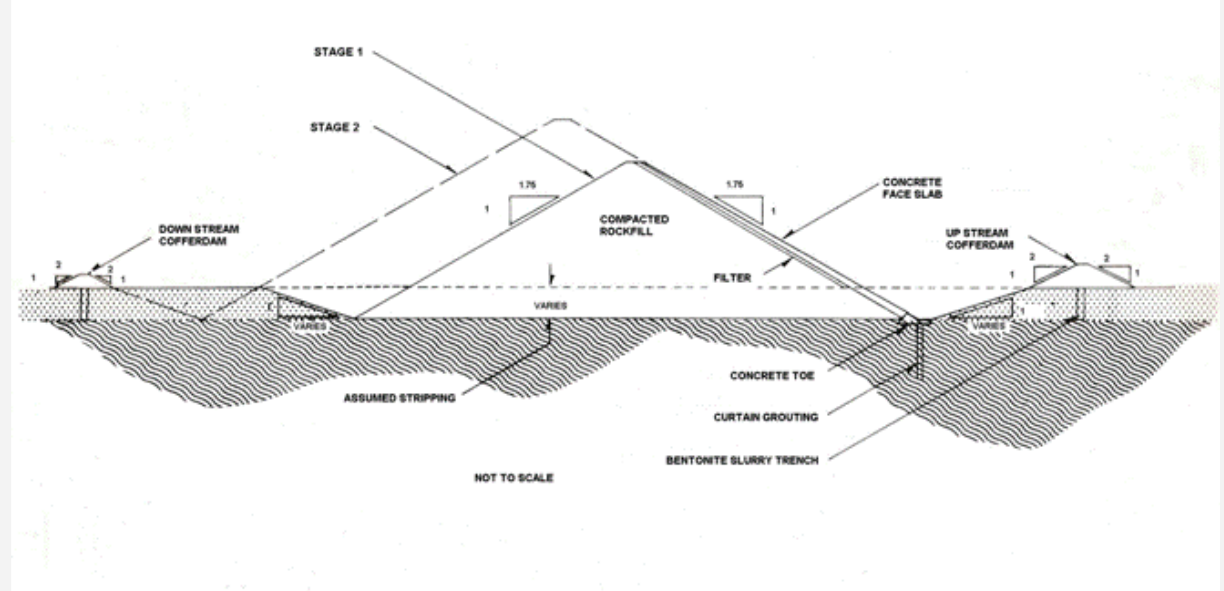 STAGE 1
STAGE 2
1.75
1
1.75
1
CONCRETE
FACE SLAB
COMPACTED
ROCKFILL
DOWN STREAM
COFFERDAM
UP STREAM
COFFERDAM
FILTER
1
2
2
1
1
2
2
1
VARIES
VARIES
VARIES
1
CONCRETE TOE
ASSUMED STRIPPING
CURTAIN GROUTING
BENTONITE SLURRY TRENCH
NOT TO SCALE